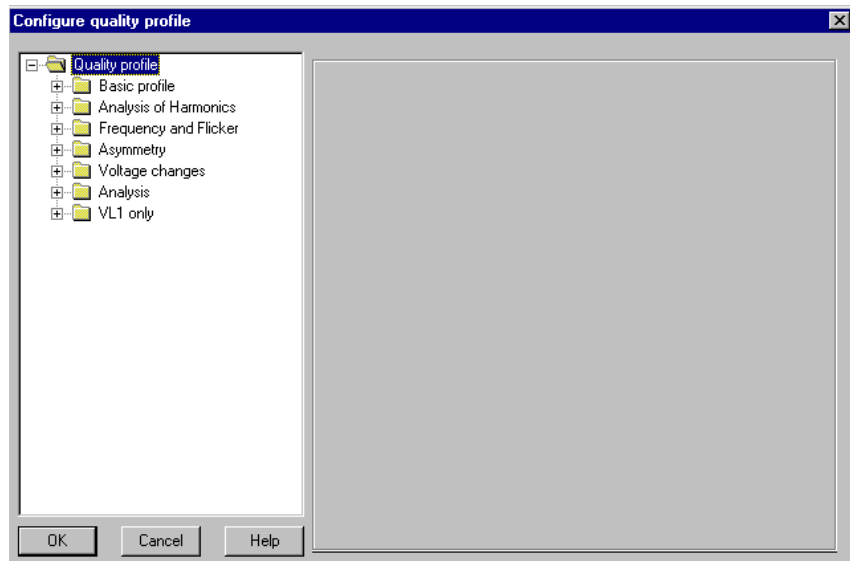 Configure quality profile
Quality profile
Basic profile
Analysis of Harmonics
Frequency and Flicker
Asymmetry
Voltage changes
Analysis
VL1 only
OK Cancel Help